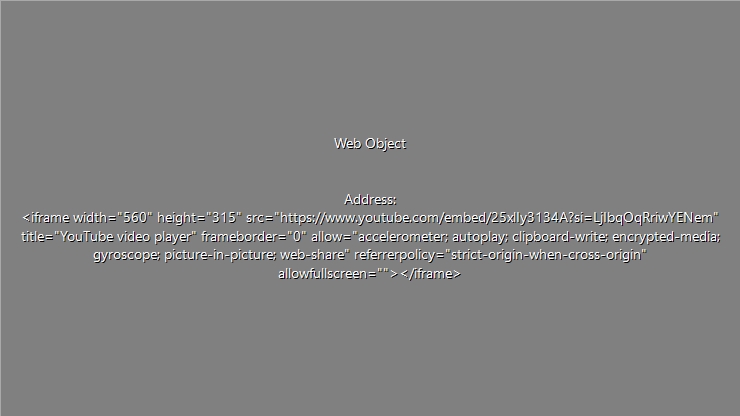 Web Object
Address:
<iframe width="560" height="315" src="https://www.youtube.com/embed/25xlly3134A?si=LjIbqOqRriwYENem"
title="YouTube video player" frameborder="0" allow="accelerometer; autoplay; clipboard-write; encrypted-media;
gyroscope; picture-in-picture; web-share" referrerpolicy="strict-origin-when-cross-origin"
allowfullscreen=""></iframe>